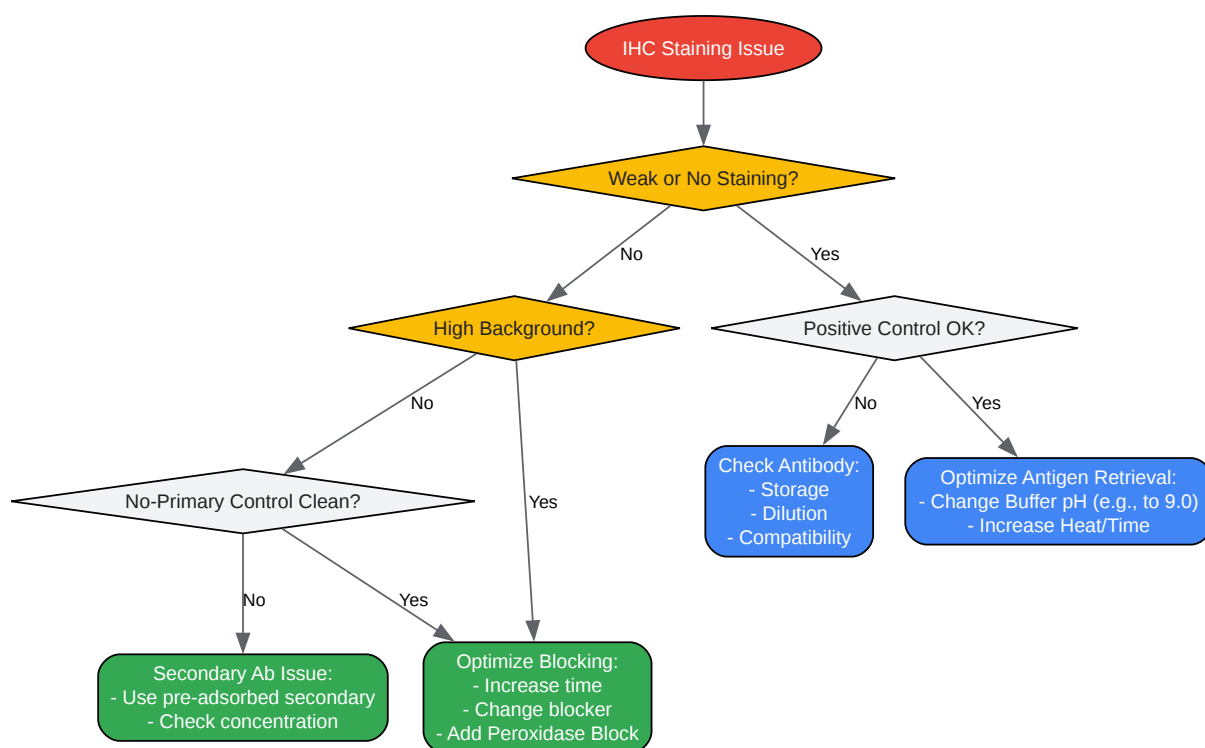 IHC Staining Issue
Weak or No Staining?
No
Yes
High Background?
Positive Control OK?
No
Yes
No
Yes
Check Antibody:
- Storage
- Dilution
- Compatibility
Optimize Antigen Retrieval:
- Change Buffer pH (e.g., to 9.0)
- Increase Heat/Time
No-Primary Control Clean?
No
Yes
Secondary Ab Issue:
- Use pre-adsorbed secondary
- Check concentration
Optimize Blocking:
- Increase time
- Change blocker
- Add Peroxidase Block